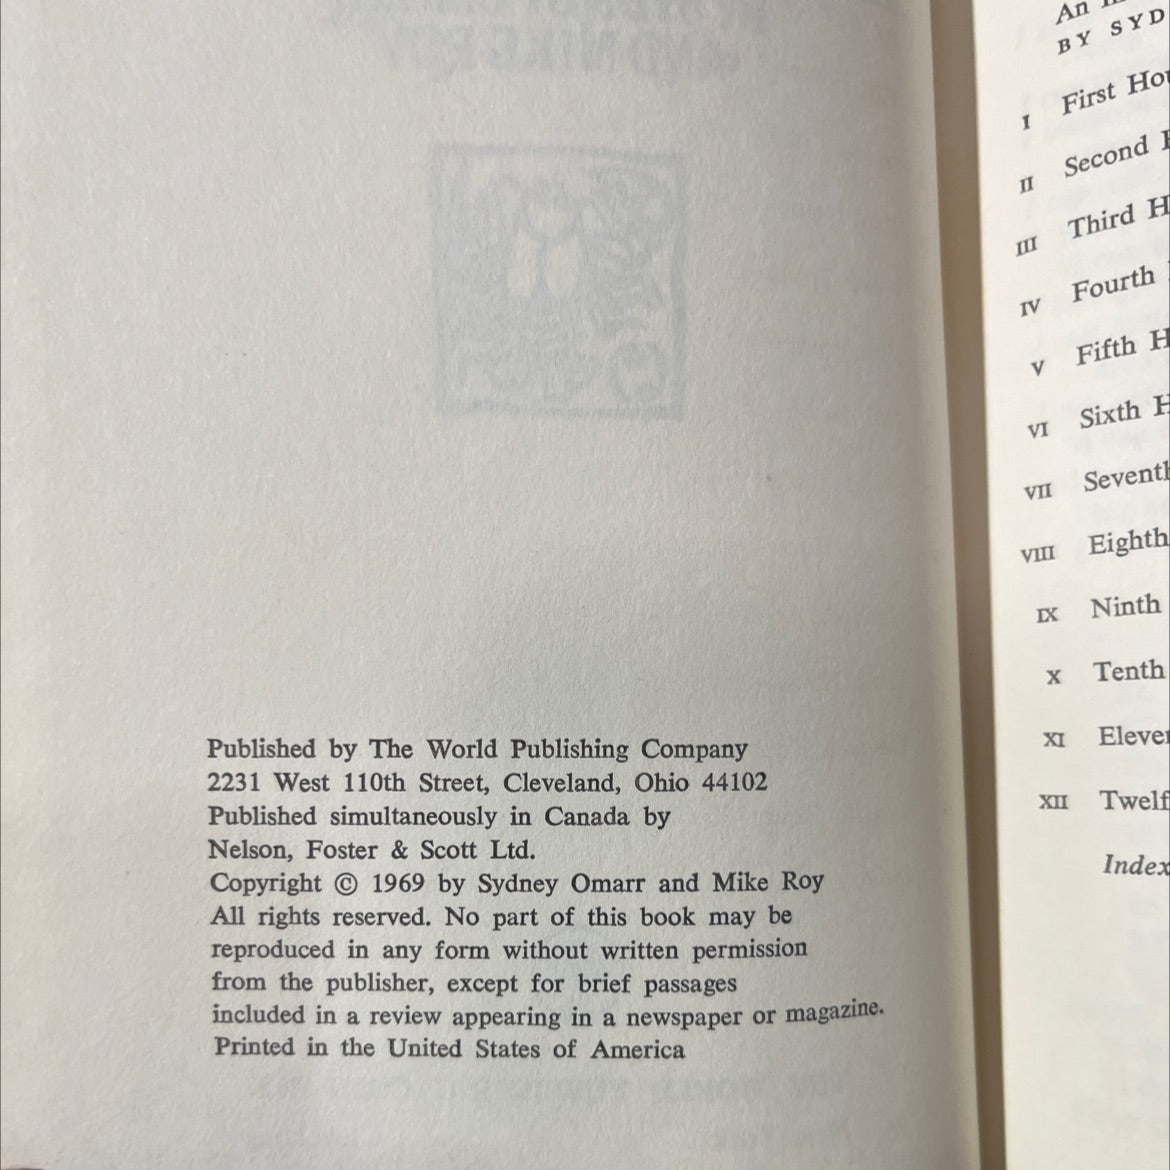 Published by The World Publishing Company
2231 West 110th Street, Cleveland, Ohio 44102
Published simultaneously in Canada by
Nelson, Foster & Scott Ltd.
Copyright © 1969 by Sydney Omarr and Mike Roy
All rights reserved. No part of this book may be
reproduced in any form without written permission
from the publisher, except for brief passages
included in a review appearing in a newspaper or magazine.
Printed in the United States of America
An
BY SYD
I First Hou
II Second
III Third H
IV Fourth
V Fifth H
VI Sixth H
VII Sevent
VIII Eighth
IX Ninth
X Tenth
XI Eleve
XII Twelf
Index